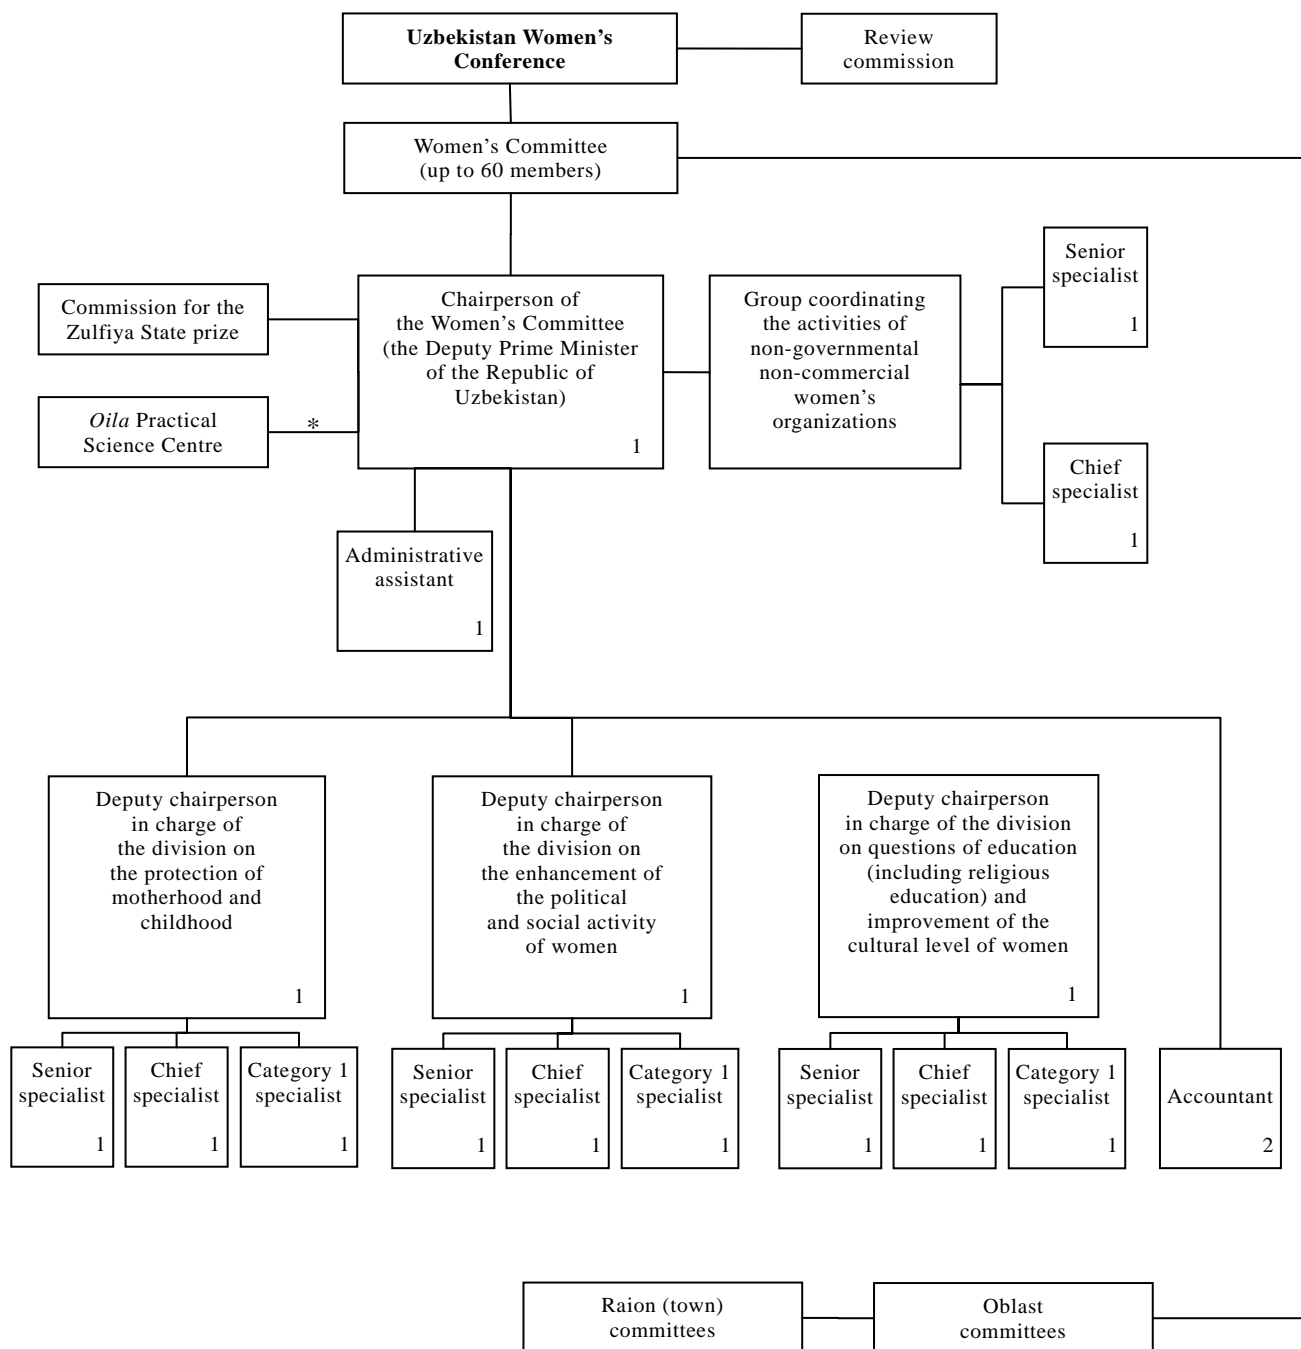 Uzbekistan Women's
Conference
Review
commission
Women's Committee
(up to 60 members)
Senior
specialist
1
Commission for the
Zulfiya State prize
Chairperson of
the Women's Committee
(the Deputy Prime Minister
of the Republic of
Uzbekistan)
1
Group coordinating
the activities of
non-governmental
non-commercial
women's
organizations
Oila Practical
Science Centre
*
Chief
specialist
1
Administrative
assistant
1
Deputy chairperson
in charge of
the division on
the protection of
motherhood and
childhood
1
Deputy chairperson
in charge of
the division on
the enhancement of
the political
and social activity
of women
1
Deputy chairperson
in charge of the division
on questions of education
(including religious
education) and
improvement of the
cultural level of women
1
Senior
specialist
1
Chief
specialist
1
Category 1
specialist
1
Senior
specialist
1
Chief
specialist
1
Category 1
specialist
1
Senior
specialist
1
Chief
specialist
1
Category 1
specialist
1
Accountant
2
Raion (town)
committees
Oblast
committees